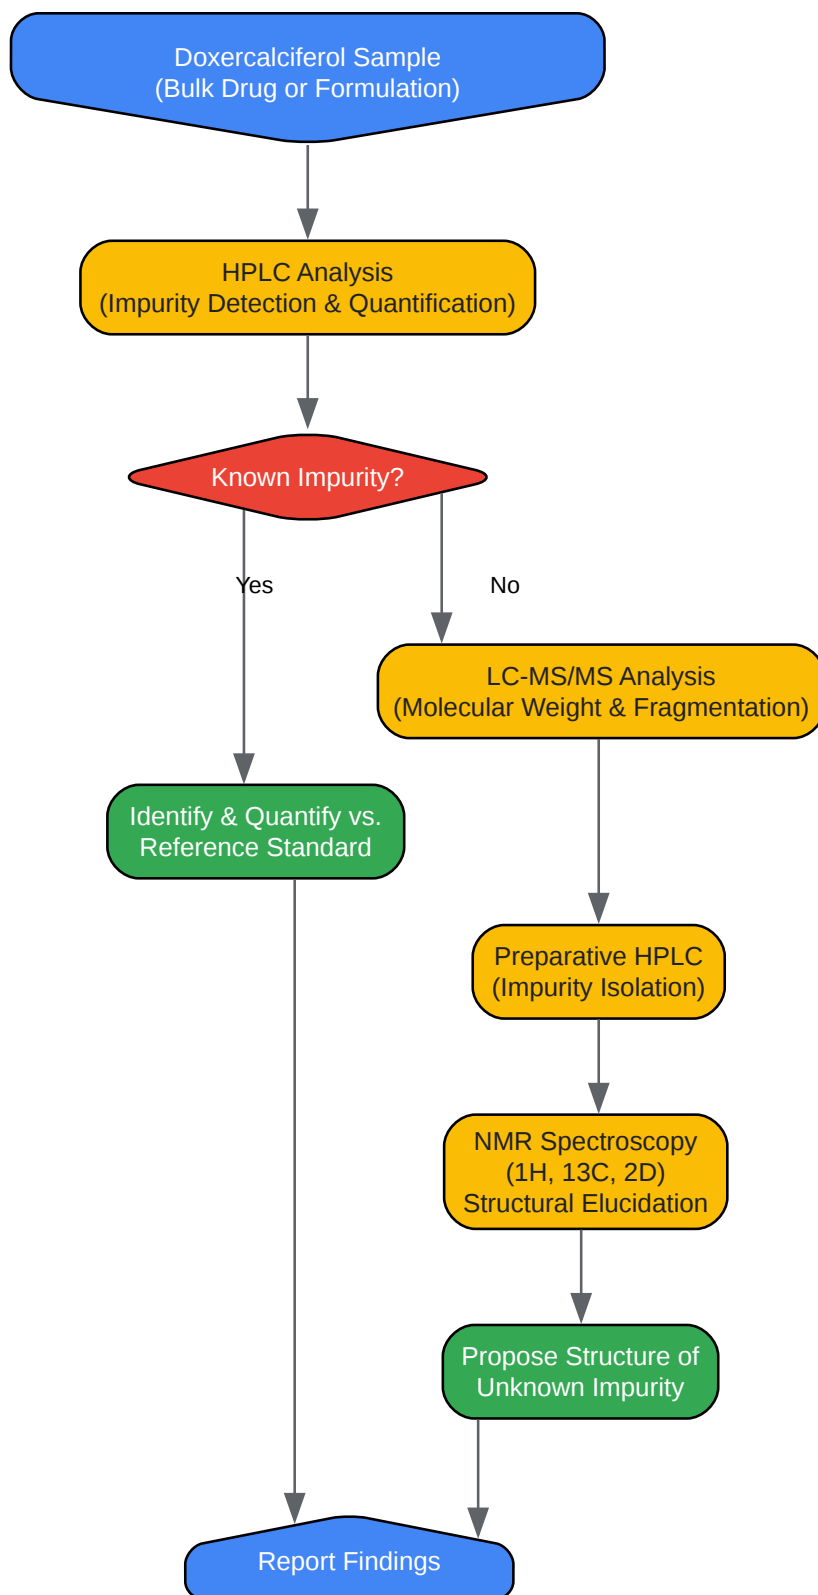 Doxercalciferol Sample
(Bulk Drug or Formulation)
HPLC Analysis
(Impurity Detection & Quantification)
Known Impurity?
Yes
No
LC-MS/MS Analysis
(Molecular Weight & Fragmentation)
Identify & Quantify vs.
Reference Standard
Preparative HPLC
(Impurity Isolation)
NMR Spectroscopy
(1H, 13C, 2D)
Structural Elucidation
Propose Structure of
Unknown Impurity
Report Findings